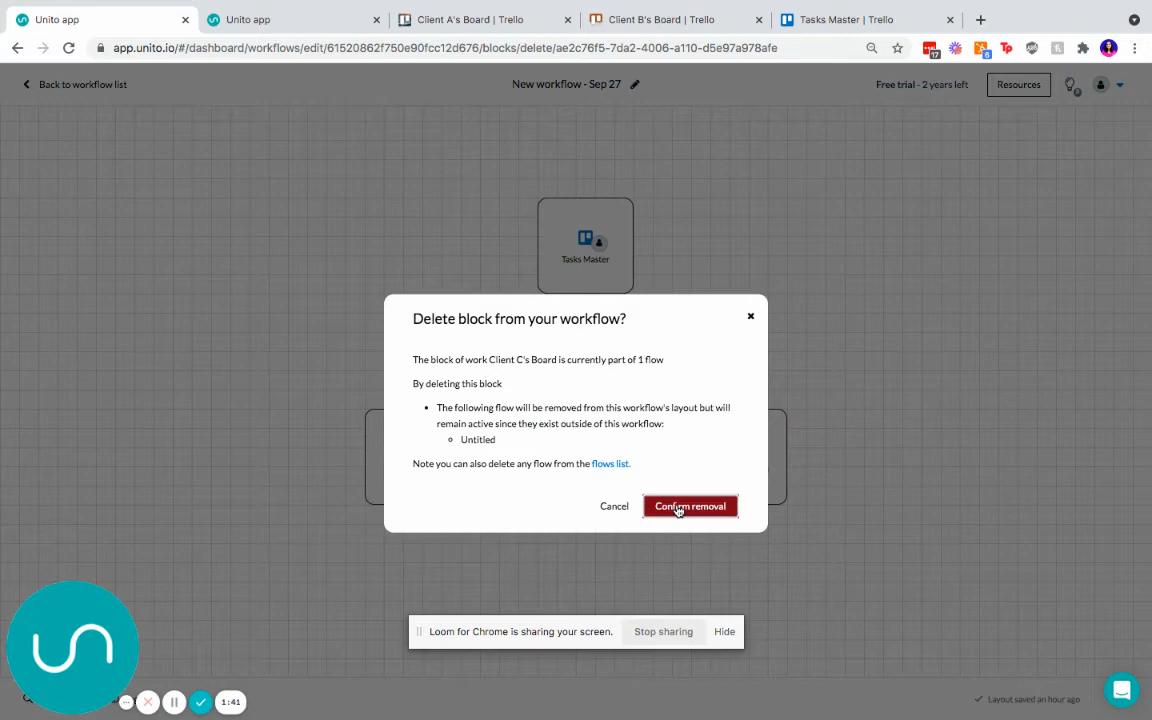 Unito app
Unito app
Client A's Board | Trello
Client B's Board | Trello
Tasks Master | Trello
app.unito.io/#/dashboard/workflows/edit/61520862f750e90fcc12d676/blocks/delete/ae2c76f5-7da2-4006-a110-d5e97a978afe
17
Tp
6
Back to workflow list
New workflow - Sep 27
Free trial - 2 years left
Resources
Tasks Master
Delete block from your workflow?
The block of work Client C's Board is currently part of 1 flow
By deleting this block
The following flow will be removed from this workflow's layout but will
remain active since they exist outside of this workflow:
Untitled
Note you can also delete any flow from the flows list.
Cancel
Confirm removal
Loom for Chrome is sharing your screen.
Stop sharing
Hide
1:41
Layout saved an hour ago